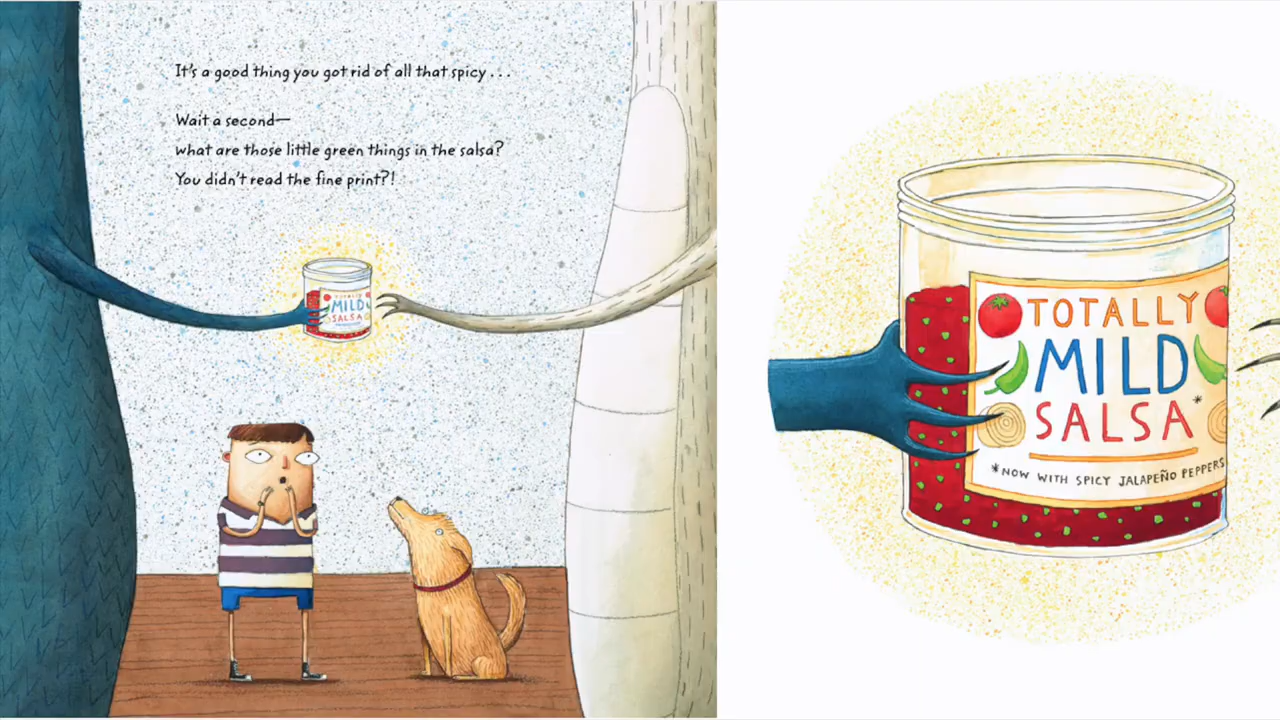 It's a good thing you got rid of all that spicy . . .
Wait a second—
what are those little green things in the salsa?
You didn't read the fine print?!
TOTALLY
MILD
SALSA
TOTALLY
MILD
SALSA*
*NOW WITH SPICY JALAPEÑO PEPPERS